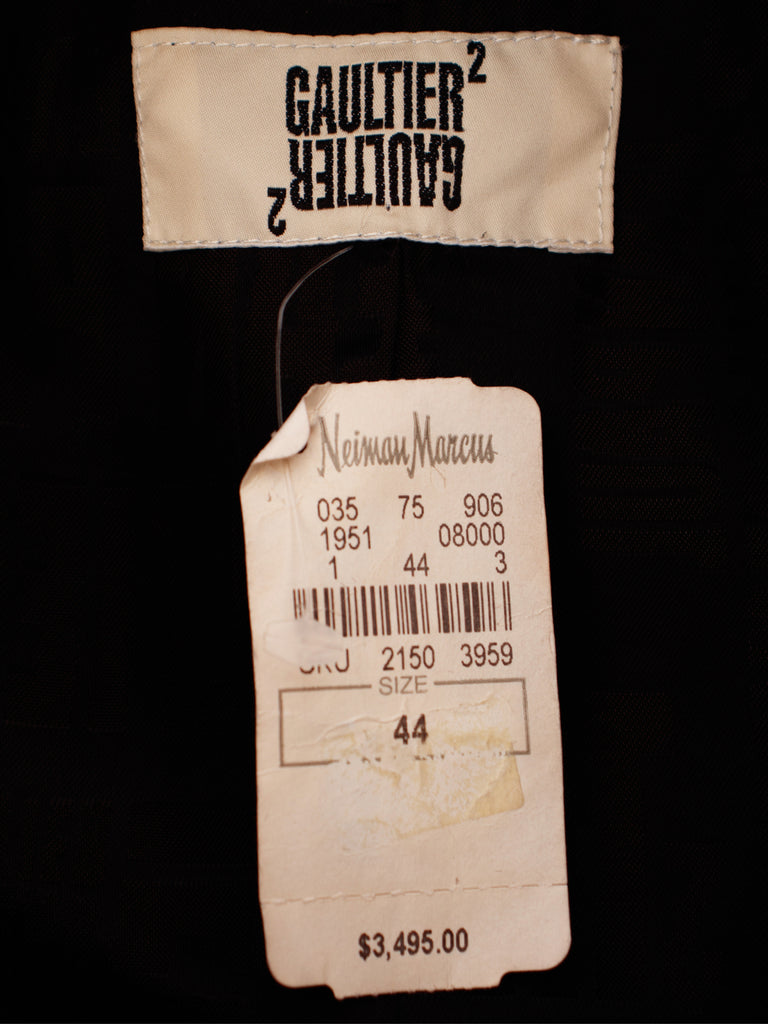 GAULTIER²
GAULTIER²
Neiman Marcus
035 75 906
1951 08000
1 44 3
SKU 2150 3959
SIZE
44
$3,495.00